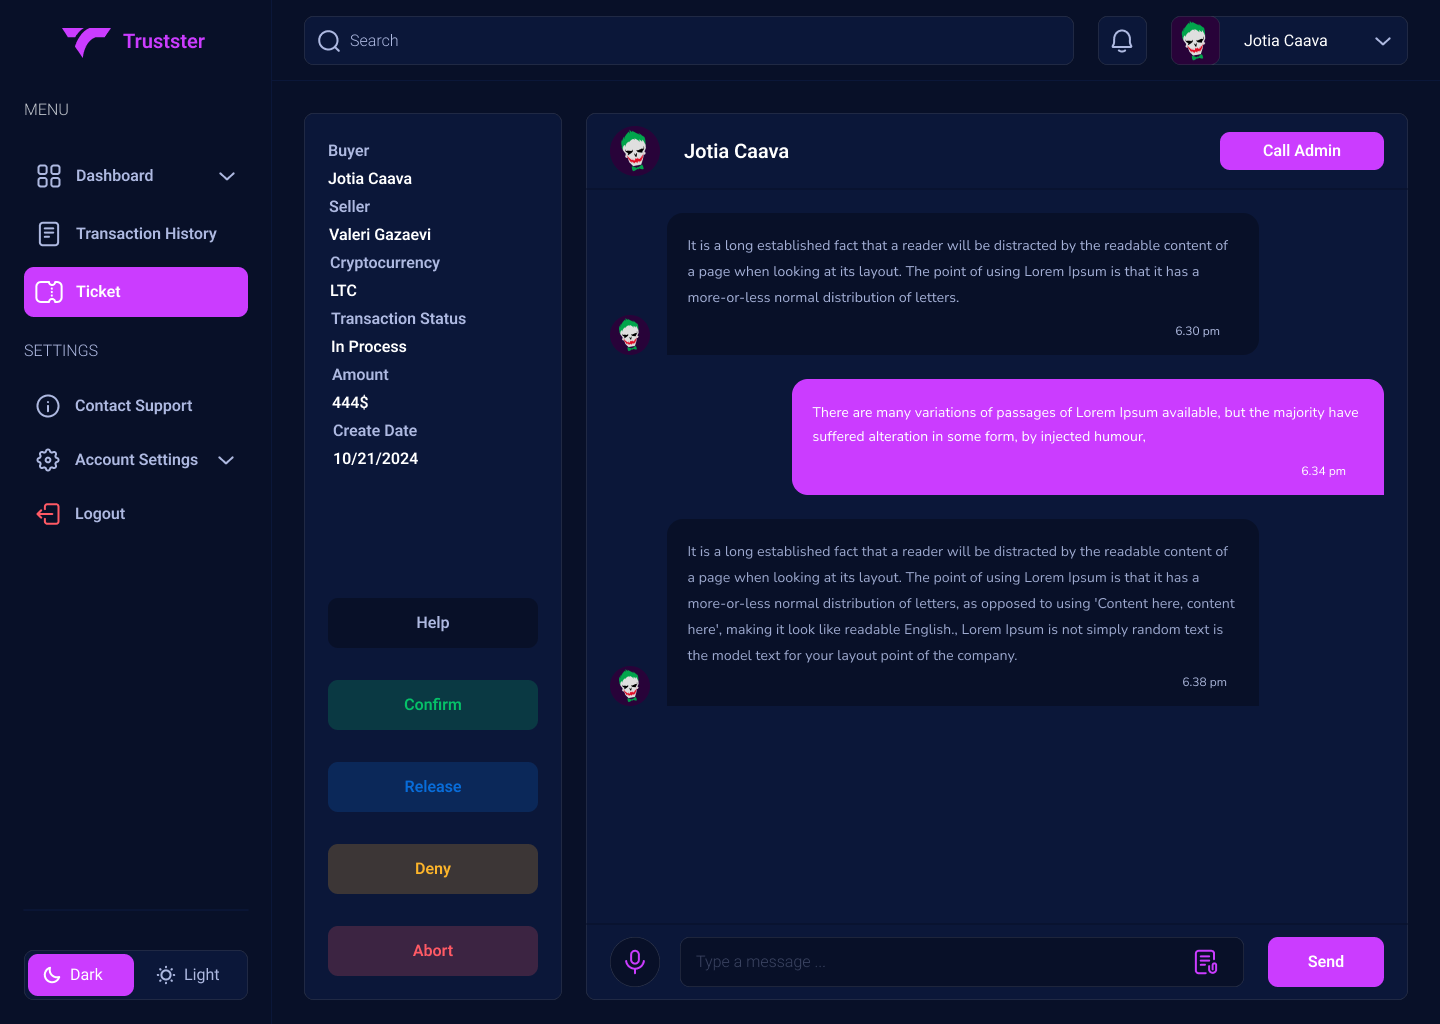 Trustster
Search
Jotia Caava
MENU
Dashboard
Transaction History
Ticket
SETTINGS
Contact Support
Account Settings
Logout
Dark
Light
Buyer
Jotia Caava
Seller
Valeri Gazaevi
Cryptocurrency
LTC
Transaction Status
In Process
Amount
444$
Create Date
10/21/2024
Help
Confirm
Release
Deny
Abort
Jotia Caava
Call Admin
It is a long established fact that a reader will be distracted by the readable content of
a page when looking at its layout. The point of using Lorem Ipsum is that it has a
more-or-less normal distribution of letters.
6.30 pm
There are many variations of passages of Lorem Ipsum available, but the majority have
suffered alteration in some form, by injected humour,
6.34 pm
It is a long established fact that a reader will be distracted by the readable content of
a page when looking at its layout. The point of using Lorem Ipsum is that it has a
more-or-less normal distribution of letters, as opposed to using 'Content here, content
here', making it look like readable English., Lorem Ipsum is not simply random text is
the model text for your layout point of the company.
6.38 pm
Type a message ...
Send